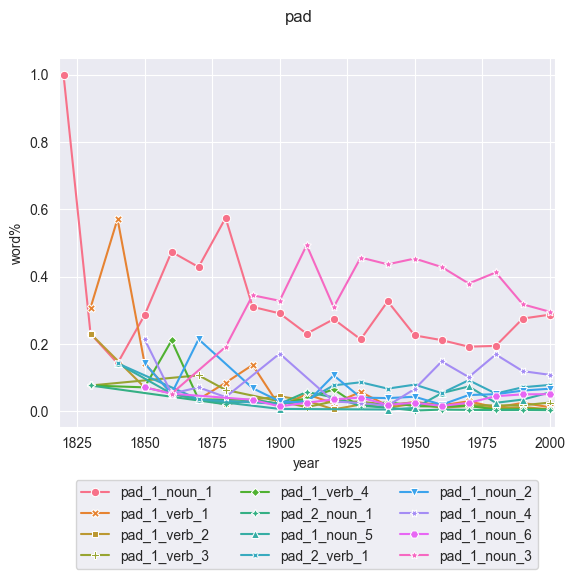 pad
1.0
0.8
0.6
0.4
0.2
0.0
word%
1825 1850 1875 1900 1925 1950 1975 2000
year
pad_1_noun_1 pad_1_verb_4 pad_1_noun_2
pad_1_verb_1 pad_2_noun_1 pad_1_noun_4
pad_1_verb_2 pad_1_noun_5 pad_1_noun_6
pad_1_verb_3 pad_2_verb_1 pad_1_noun_3